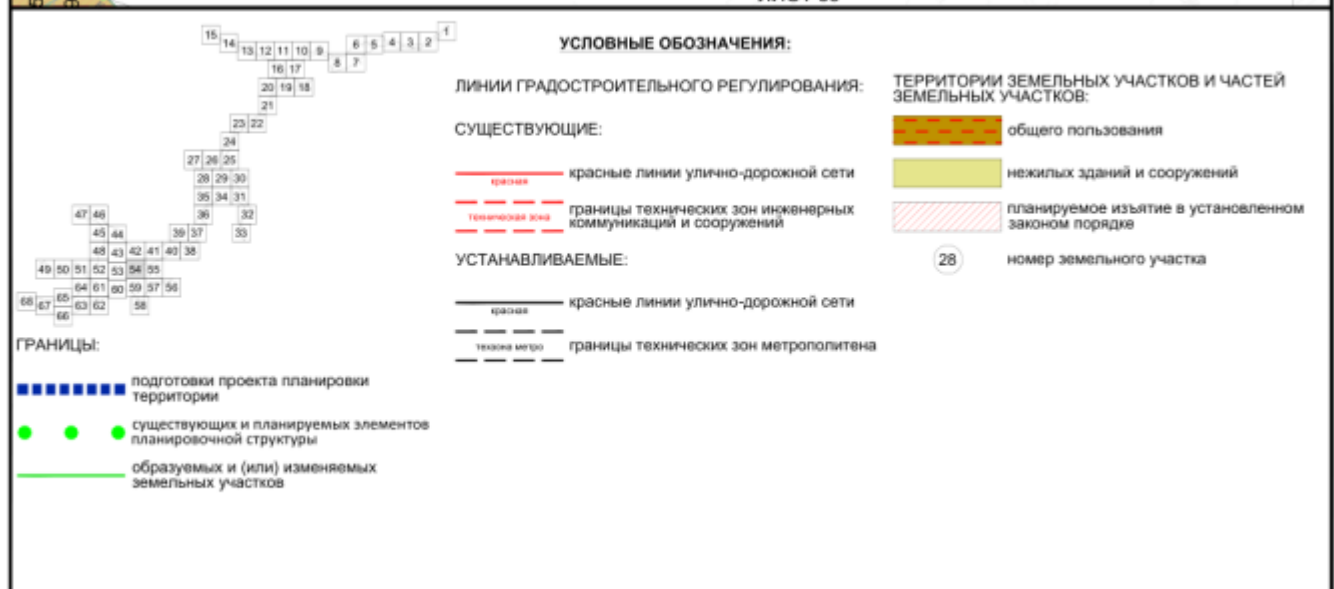 15 14 13 12 11 10 9 8 7 6 5 4 3 2 1
16 17
20 19 18
21
23 22
24
27 26 25
28 29 30
35 34 31
47 46 36 32
45 44 39 37 33
48 43 42 41 40 38
49 50 51 52 53 54 55
64 61 60 59 57 56
68 67 65 63 62 58
66
УСЛОВНЫЕ ОБОЗНАЧЕНИЯ:
ГРАНИЦЫ:
подготовки проекта планировки
территории
существующих и планируемых элементов
планировочной структуры
образуемых и (или) изменяемых
земельных участков
ЛИНИИ ГРАДОСТРОИТЕЛЬНОГО РЕГУЛИРОВАНИЯ:
СУЩЕСТВУЮЩИЕ:
красная
красные линии улично-дорожной сети
техническая зона
границы технических зон инженерных
коммуникаций и сооружений
УСТАНАВЛИВАЕМЫЕ:
красная
красные линии улично-дорожной сети
техзона метро
границы технических зон метрополитена
ТЕРРИТОРИИ ЗЕМЕЛЬНЫХ УЧАСТКОВ И ЧАСТЕЙ
ЗЕМЕЛЬНЫХ УЧАСТКОВ:
общего пользования
нежилых зданий и сооружений
планируемое изъятие в установленном
законом порядке
28
номер земельного участка